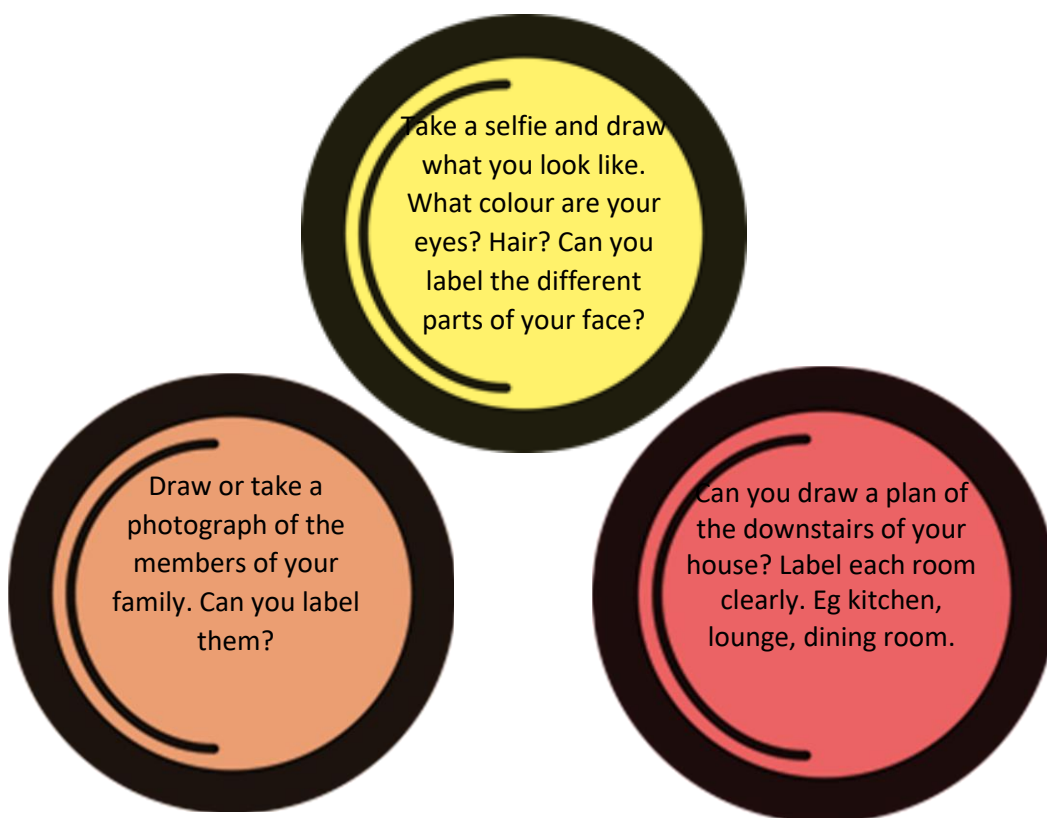 Take a selfie and draw
what you look like.
What colour are your
eyes? Hair? Can you
label the different
parts of your face?
Draw or take a
photograph of the
members of your
family. Can you label
them?
Can you draw a plan of
the downstairs of your
house? Label each room
clearly. Eg kitchen,
lounge, dining room.